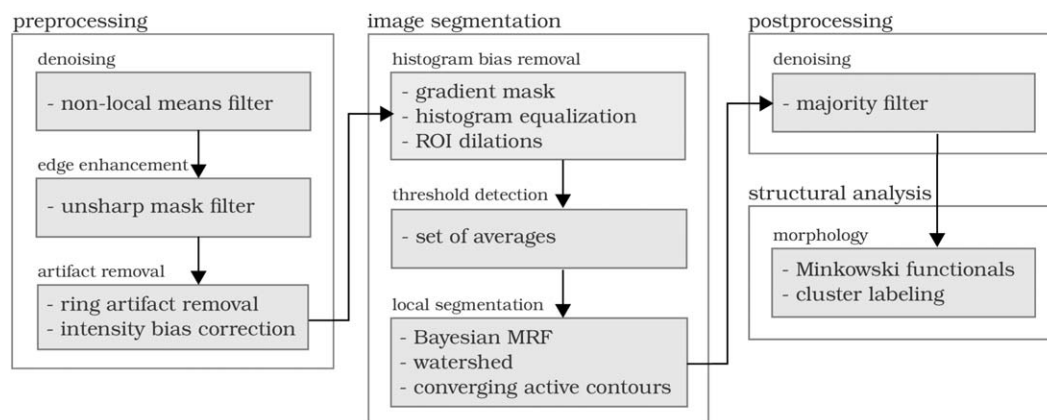 preprocessing
denoising
- non-local means filter
edge enhancement
- unsharp mask filter
artifact removal
- ring artifact removal
- intensity bias correction
image segmentation
histogram bias removal
- gradient mask
- histogram equalization
- ROI dilations
threshold detection
- set of averages
local segmentation
- Bayesian MRF
- watershed
- converging active contours
postprocessing
denoising
- majority filter
structural analysis
morphology
- Minkowski functionals
- cluster labeling